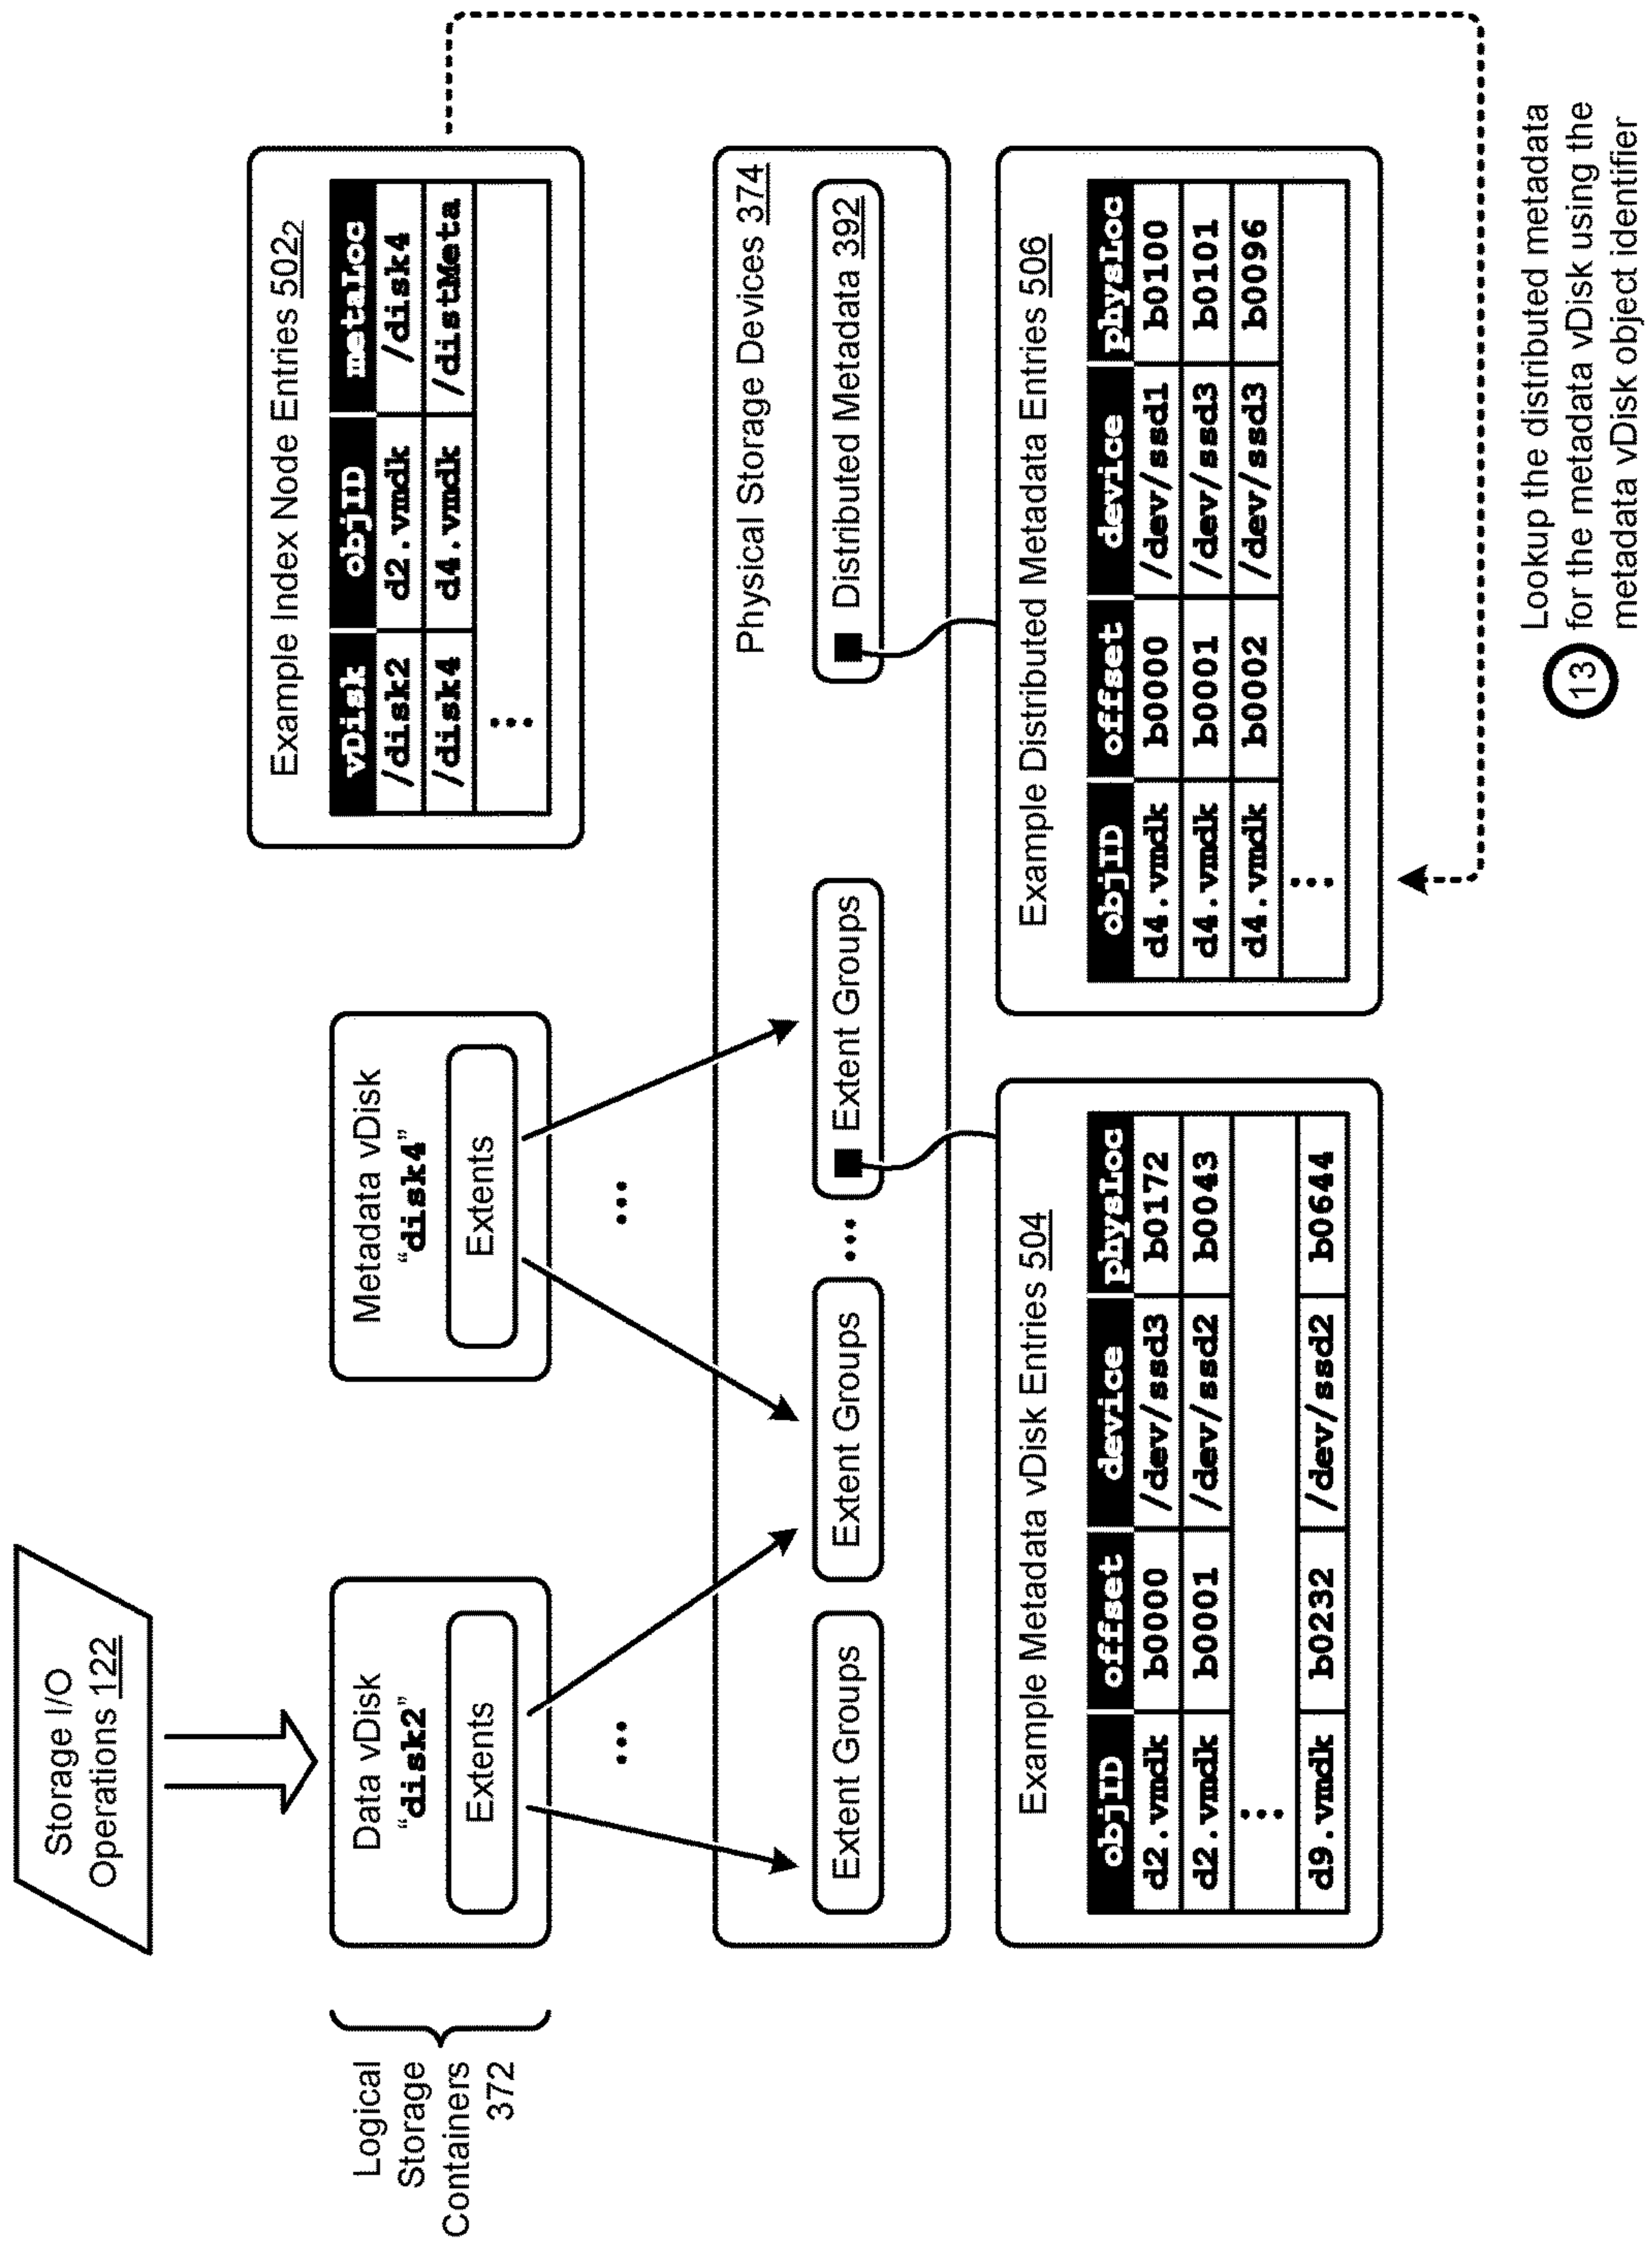 Storage I/O
Operations 122
Logical
Storage
Containers
372
Data vDisk
“disk2”
Extents
...
Metadata vDisk
“disk4”
Extents
...
Example Index Node Entries 502₂
vDisk objID metaLoc
/disk2 d2.vmdk /disk4
/disk4 d4.vmdk /distMeta
...
Physical Storage Devices 374
Extent Groups
Extent Groups
...
Extent Groups
Distributed Metadata 392
Example Metadata vDisk Entries 504
objID offset device physLoc
d2.vmdk b0000 /dev/ssd3 b0172
d2.vmdk b0001 /dev/ssd2 b0043
...
d9.vmdk b0232 /dev/ssd2 b0644
Example Distributed Metadata Entries 506
objID offset device physLoc
d4.vmdk b0000 /dev/ssd1 b0100
d4.vmdk b0001 /dev/ssd3 b0101
d4.vmdk b0002 /dev/ssd3 b0096
...
13
Lookup the distributed metadata
for the metadata vDisk using the
metadata vDisk object identifier